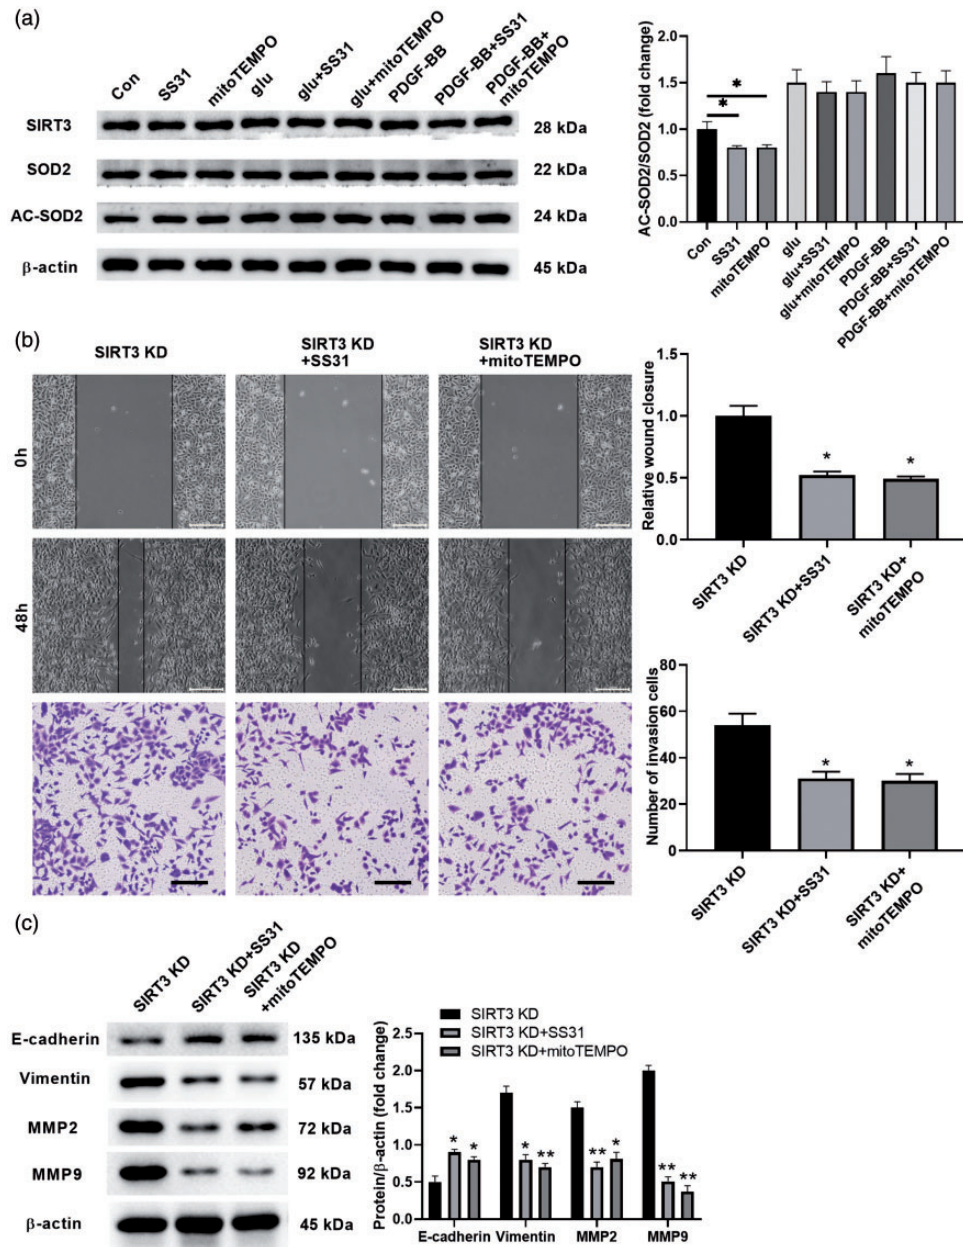 (a)
Con
SS31
mitoTEMPO
glu
glu+SS31
glu+mitoTEMPO
PDGF-BB
PDGF-BB+SS31
PDGF-BB+
mitoTEMPO
SIRT3
28 kDa
SOD2
22 kDa
AC-SOD2
24 kDa
β-actin
45 kDa
AC-SOD2/SOD2 (fold change)
2.0
1.5
1.0
0.5
0.0
*
*
Con
SS31
mitoTEMPO
glu
glu+SS31
glu+mitoTEMPO
PDGF-BB
PDGF-BB+SS31
PDGF-BB+mitoTEMPO
(b)
SIRT3 KD
SIRT3 KD
+SS31
SIRT3 KD
+mitoTEMPO
0h
48h
Relative wound closure
1.5
1.0
0.5
0.0
*
*
SIRT3 KD
SIRT3 KD+SS31
SIRT3 KD+
mitoTEMPO
Number of invasion cells
80
60
40
20
0
*
*
SIRT3 KD
SIRT3 KD+SS31
SIRT3 KD+
mitoTEMPO
(c)
SIRT3 KD
SIRT3 KD+SS31
SIRT3 KD
+mitoTEMPO
E-cadherin
135 kDa
Vimentin
57 kDa
MMP2
72 kDa
MMP9
92 kDa
β-actin
45 kDa
SIRT3 KD
SIRT3 KD+SS31
SIRT3 KD+mitoTEMPO
Protein/β-actin (fold change)
2.5
2.0
1.5
1.0
0.5
0.0
* *
* **
** *
** **
E-cadherin Vimentin MMP2 MMP9